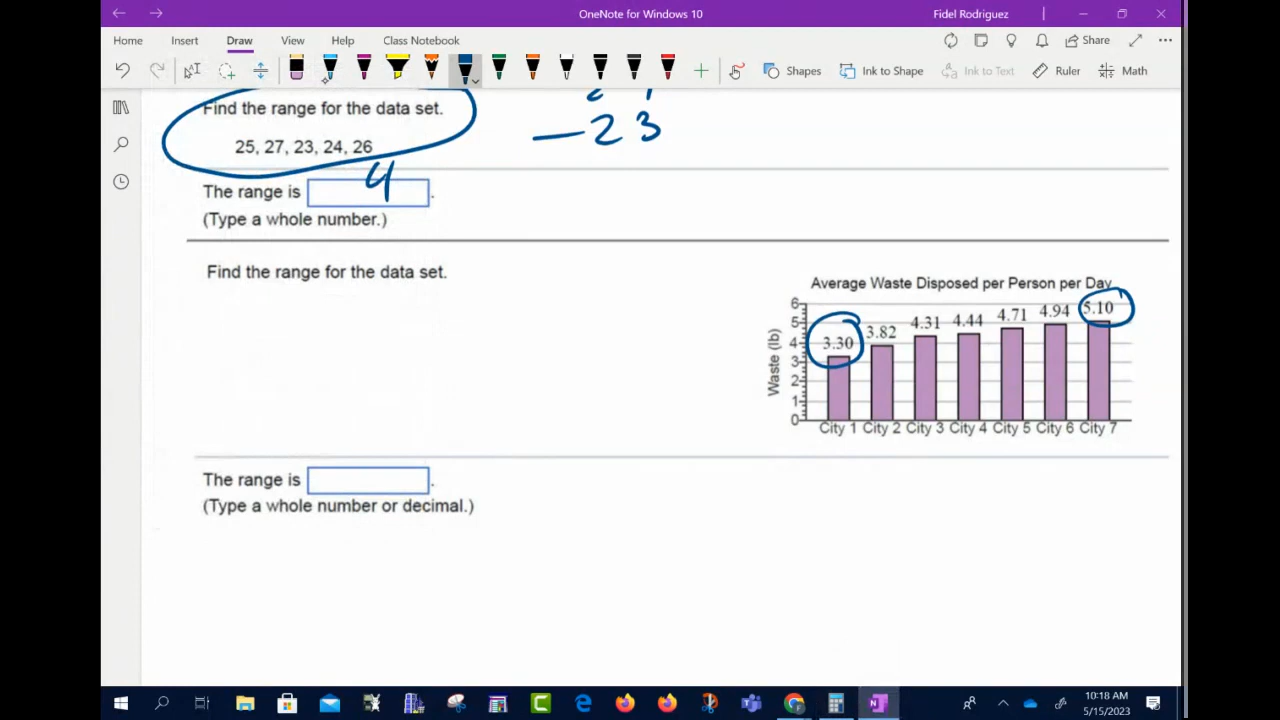 OneNote for Windows 10
Fidel Rodriguez
Home Insert Draw View Help Class Notebook
Share
Shapes
Ink to Shape
Ink to Text
Ruler
Math
Find the range for the data set.
25, 27, 23, 24, 26
— 2 3
4
The range is .
(Type a whole number.)
Find the range for the data set.
Average Waste Disposed per Person per Day
Waste (lb)
6
5
4
3
2
1
0
3.30 3.82 4.31 4.44 4.71 4.94 5.10
City 1 City 2 City 3 City 4 City 5 City 6 City 7
The range is .
(Type a whole number or decimal.)
10:18 AM
5/15/2023